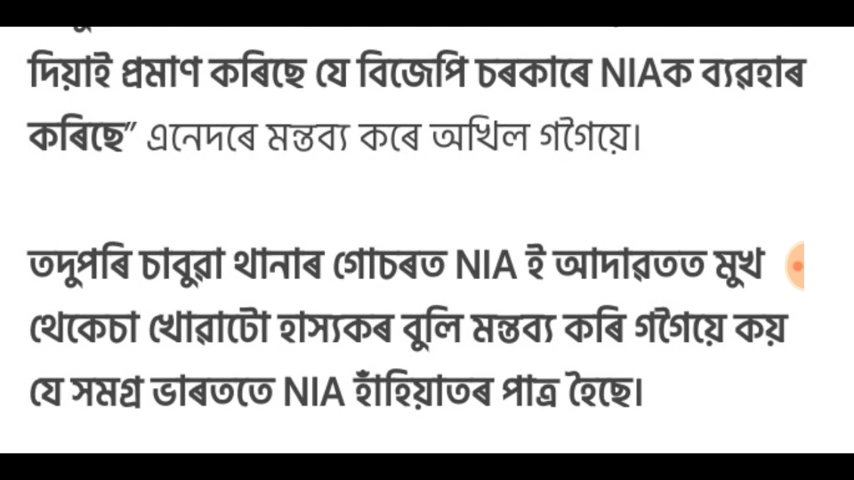 দিয়াই প্ৰমাণ কৰিছে যে বিজেপি চৰকাৰে NIAক ব্যৱহাৰ
কৰিছে” এনেদৰে মন্তব্য কৰে অখিল গগৈয়ে।
তদুপৰি চাবুৱা থানাৰ গোচৰত NIA ই আদাৱতত মুখ
থেকেচা খোৱাটো হাস্যকৰ বুলি মন্তব্য কৰি গগৈয়ে কয়
যে সমগ্ৰ ভাৰততে NIA হাঁহিয়াতৰ পাত্ৰ হৈছে।